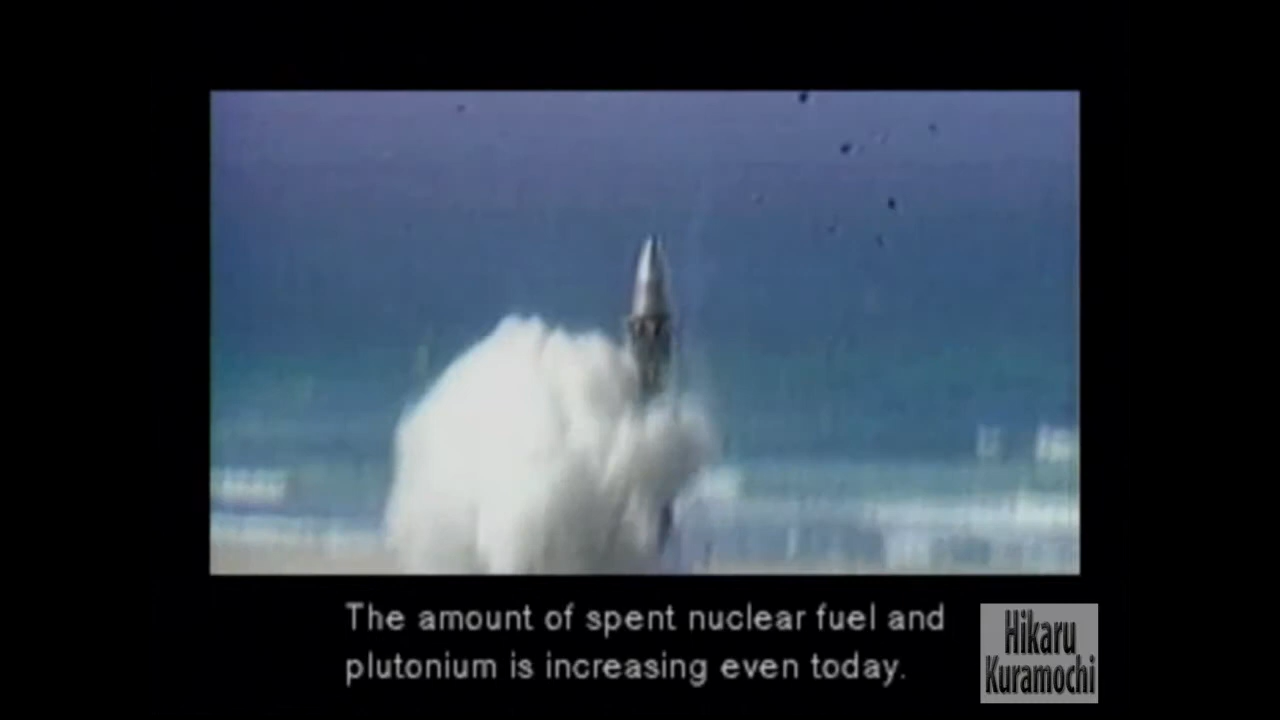 The amount of spent nuclear fuel and
plutonium is increasing even today.
Hikaru
Kuramochi